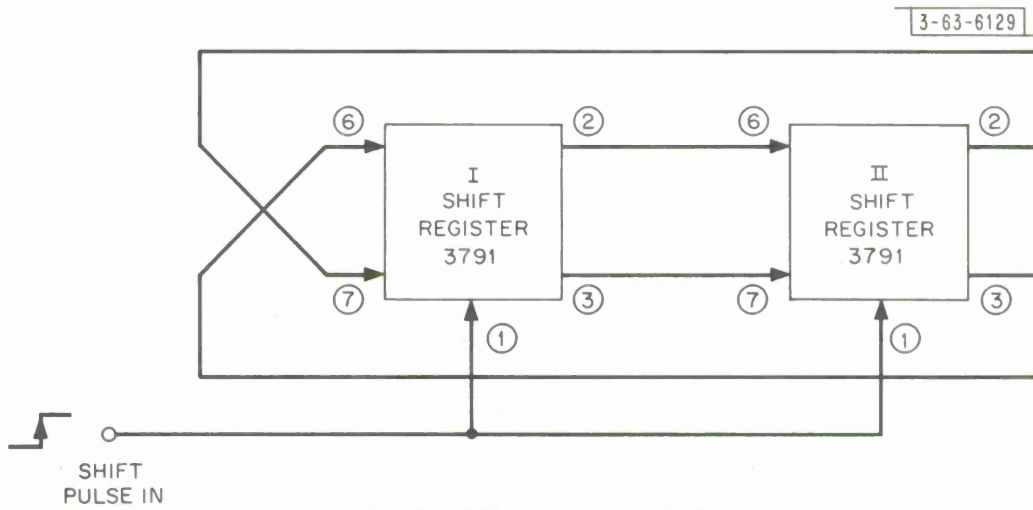 3-63-6129
⑥ ② ⑥ ②
I
SHIFT
REGISTER
3791
II
SHIFT
REGISTER
3791
⑦ ③ ⑦ ③
① ①
SHIFT
PULSE IN